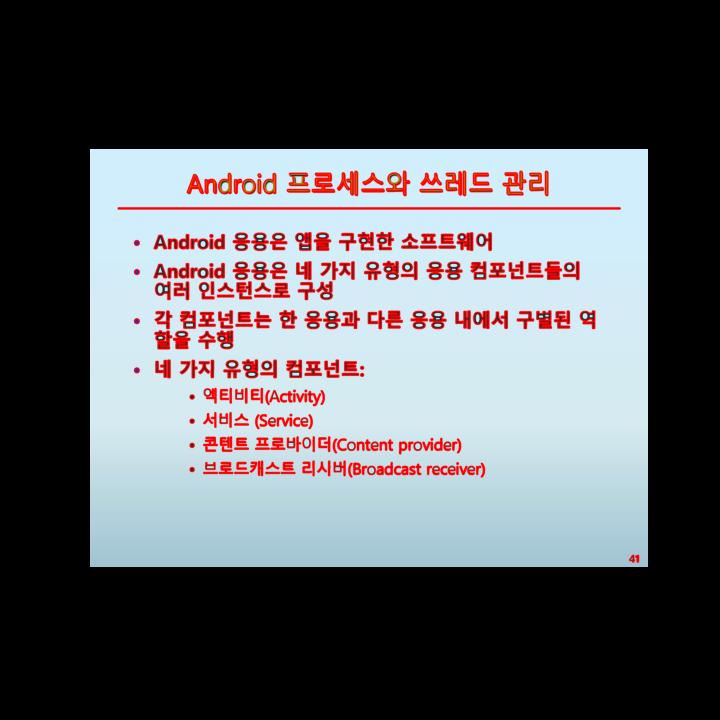 Android 프로세스와 쓰레드 관리
• Android 응용은 앱을 구현한 소프트웨어
• Android 응용은 네 가지 유형의 응용 컴포넌트들의
여러 인스턴스로 구성
• 각 컴포넌트는 한 응용과 다른 응용 내에서 구별된 역
할을 수행
• 네 가지 유형의 컴포넌트:
• 액티비티(Activity)
• 서비스 (Service)
• 콘텐트 프로바이더(Content provider)
• 브로드캐스트 리시버(Broadcast receiver)
41